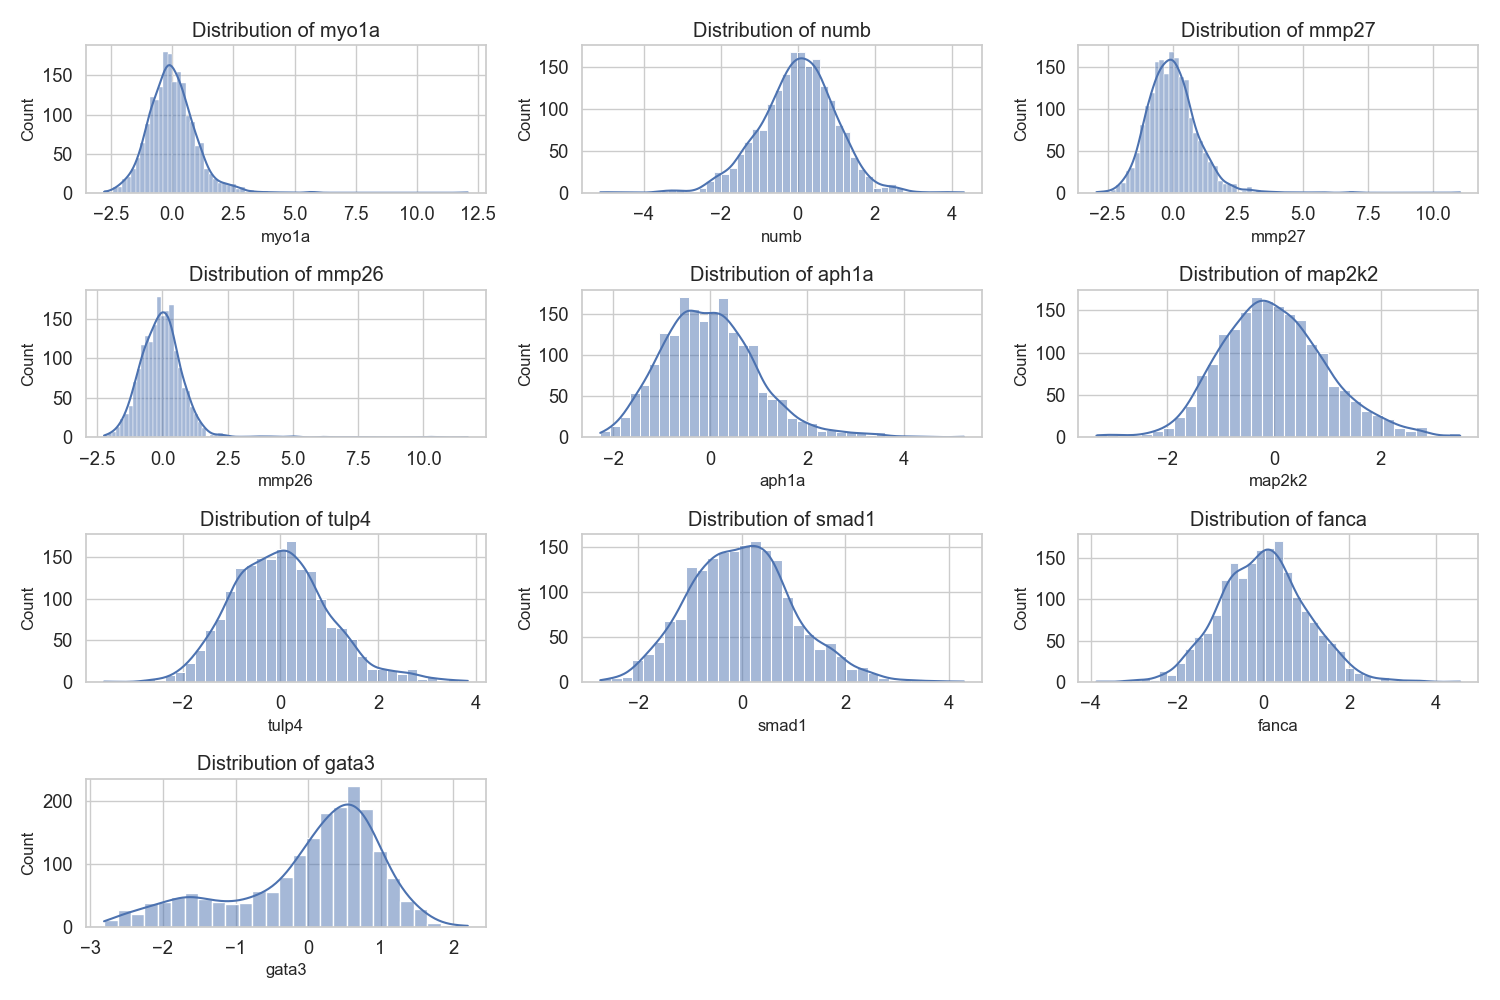 Distribution of myo1a
Count
150
100
50
0
−2.5 0.0 2.5 5.0 7.5 10.0 12.5
myo1a
Distribution of numb
Count
150
100
50
0
−4 −2 0 2 4
numb
Distribution of mmp27
Count
150
100
50
0
−2.5 0.0 2.5 5.0 7.5 10.0
mmp27
Distribution of mmp26
Count
150
100
50
0
−2.5 0.0 2.5 5.0 7.5 10.0
mmp26
Distribution of aph1a
Count
150
100
50
0
−2 0 2 4
aph1a
Distribution of map2k2
Count
150
100
50
0
−2 0 2
map2k2
Distribution of tulp4
Count
150
100
50
0
−2 0 2 4
tulp4
Distribution of smad1
Count
150
100
50
0
−2 0 2 4
smad1
Distribution of fanca
Count
150
100
50
0
−4 −2 0 2 4
fanca
Distribution of gata3
Count
200
100
0
−3 −2 −1 0 1 2
gata3